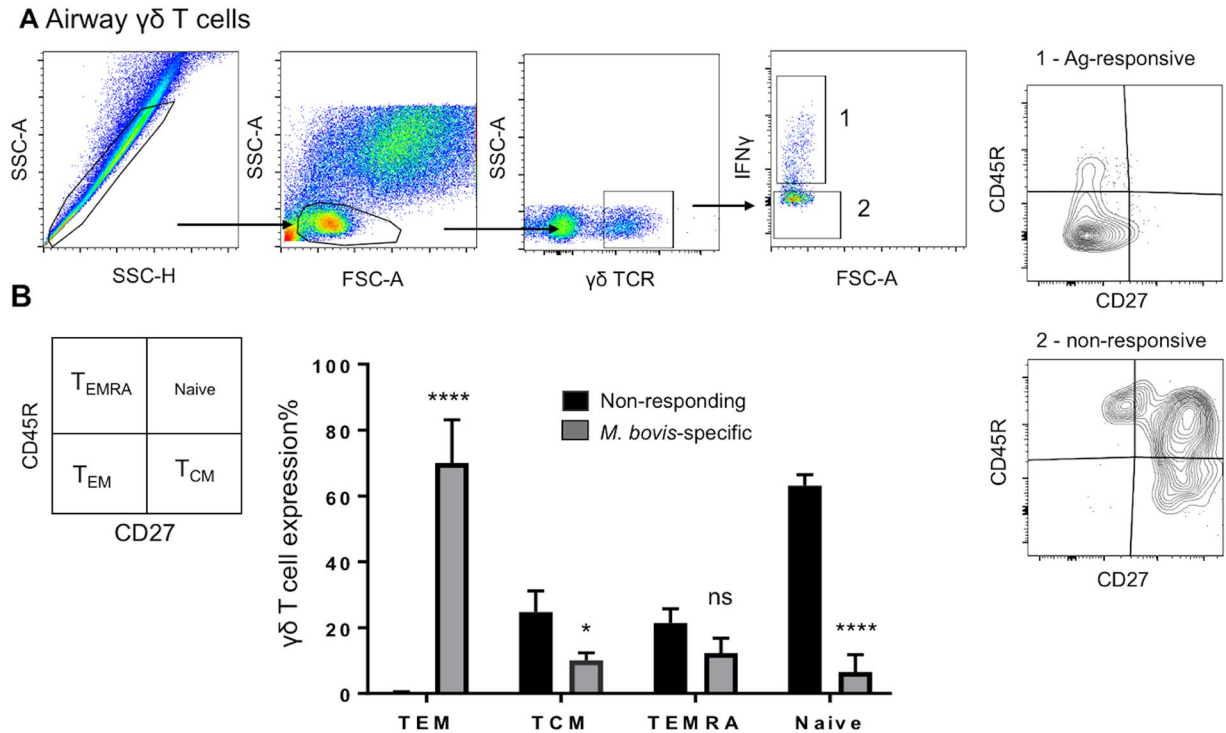 A Airway γδ T cells
SSC-A
SSC-H
SSC-A
FSC-A
SSC-A
γδ TCR
IFNγ
1
2
FSC-A
1 - Ag-responsive
CD45R
CD27
2 - non-responsive
CD45R
CD27
B
TEMRA
Naive
TEM
TCM
CD45R
CD27
γδ T cell expression%
100
80
60
40
20
0
Non-responding
M. bovis-specific
****
*
ns
****
TEM
TCM
TEMRA
Naive